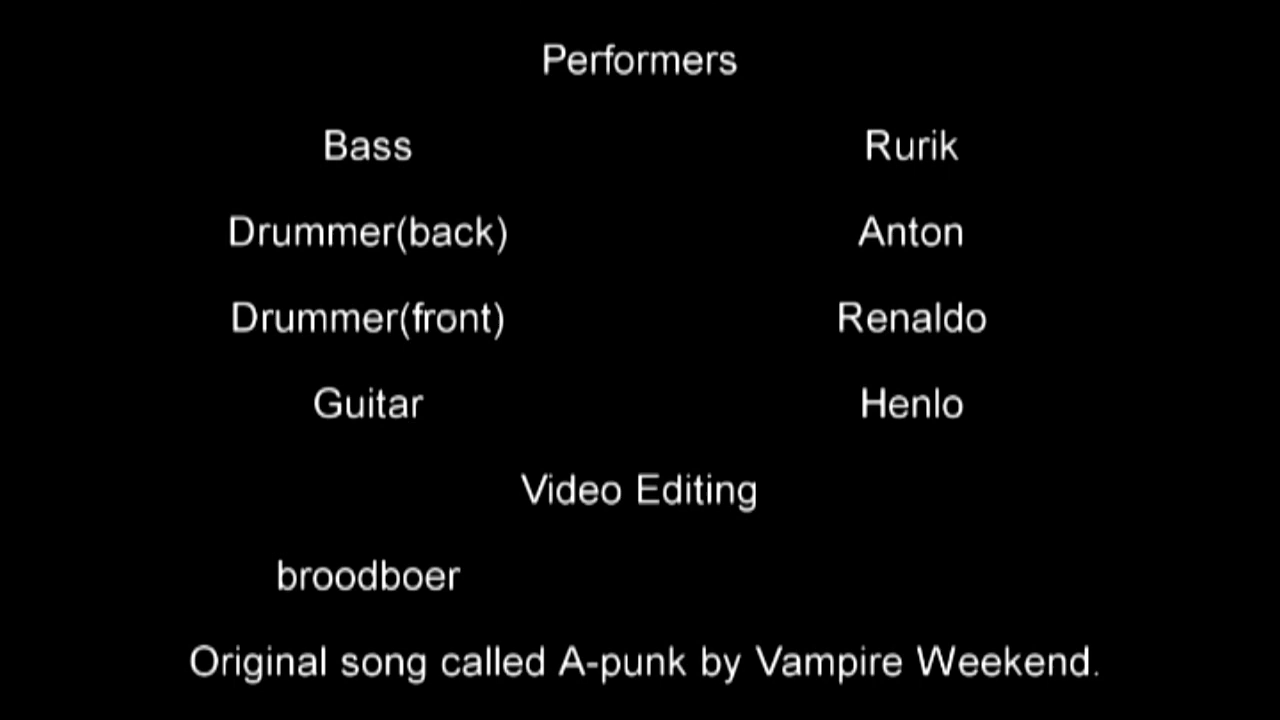 Performers
Bass Rurik
Drummer(back) Anton
Drummer(front) Renaldo
Guitar Henlo
Video Editing
broodboer
Original song called A-punk by Vampire Weekend.